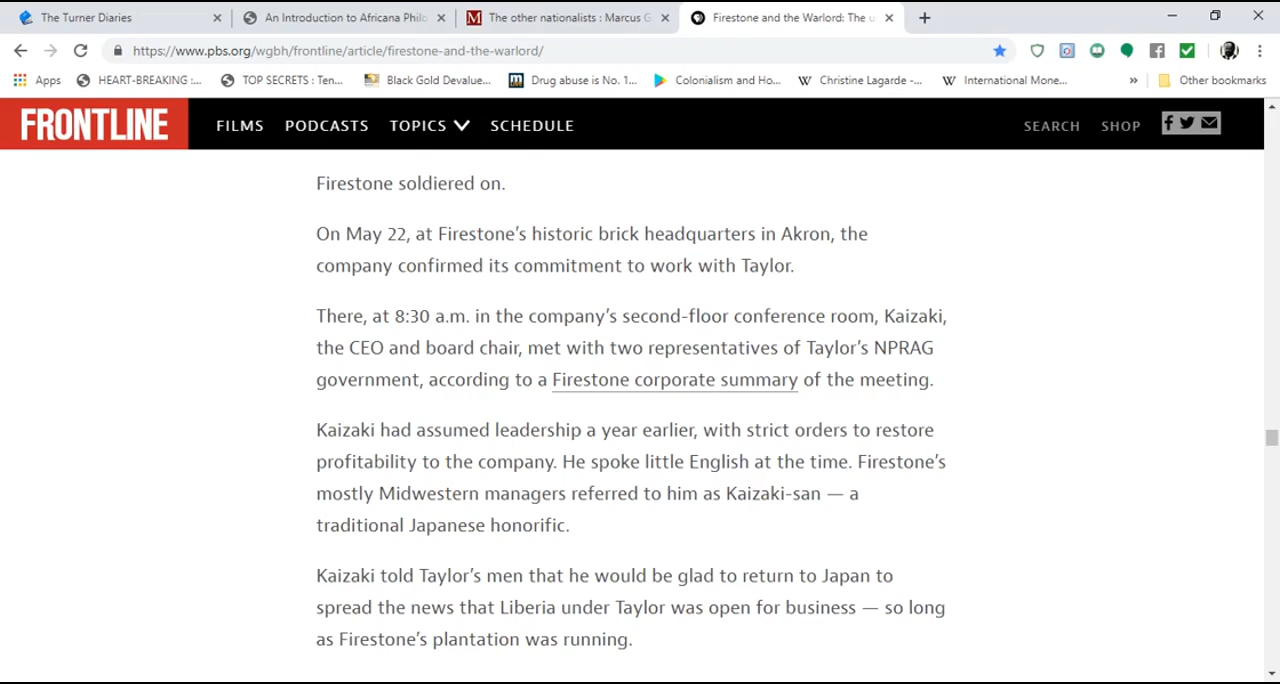 The Turner Diaries
An Introduction to Africana Philo
The other nationalists : Marcus G
Firestone and the Warlord: The u
https://www.pbs.org/wgbh/frontline/article/firestone-and-the-warlord/
Apps
HEART-BREAKING :...
TOP SECRETS : Ten...
Black Gold Devalue...
Drug abuse is No. 1...
Colonialism and Ho...
Christine Lagarde -...
International Mone...
»
Other bookmarks
FRONTLINE
FILMS
PODCASTS
TOPICS
SCHEDULE
SEARCH
SHOP
Firestone soldiered on.
On May 22, at Firestone’s historic brick headquarters in Akron, the
company confirmed its commitment to work with Taylor.
There, at 8:30 a.m. in the company’s second-floor conference room, Kaizaki,
the CEO and board chair, met with two representatives of Taylor’s NPRAG
government, according to a Firestone corporate summary of the meeting.
Kaizaki had assumed leadership a year earlier, with strict orders to restore
profitability to the company. He spoke little English at the time. Firestone’s
mostly Midwestern managers referred to him as Kaizaki-san — a
traditional Japanese honorific.
Kaizaki told Taylor’s men that he would be glad to return to Japan to
spread the news that Liberia under Taylor was open for business — so long
as Firestone’s plantation was running.